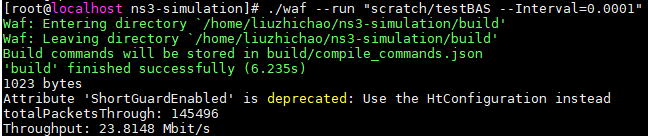 [root@localhost ns3-simulation]# ./waf --run "scratch/testBAS --Interval=0.0001"
Waf: Entering directory `/home/liuzhichao/ns3-simulation/build'
Waf: Leaving directory `/home/liuzhichao/ns3-simulation/build'
Build commands will be stored in build/compile_commands.json
'build' finished successfully (6.235s)
1023 bytes
Attribute 'ShortGuardEnabled' is deprecated: Use the HtConfiguration instead
totalPacketsThrough: 145496
Throughput: 23.8148 Mbit/s